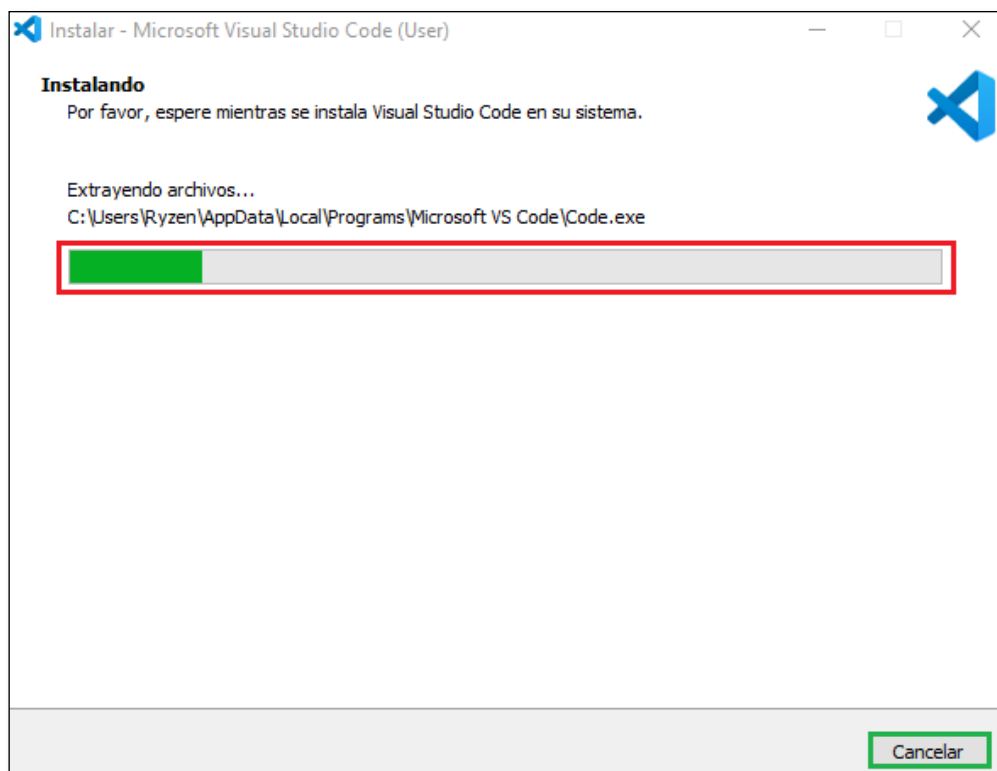 Instalar - Microsoft Visual Studio Code (User)
Instalando
Por favor, espere mientras se instala Visual Studio Code en su sistema.
Extrayendo archivos...
C:\Users\Ryzen\AppData\Local\Programs\Microsoft VS Code\Code.exe
Cancelar